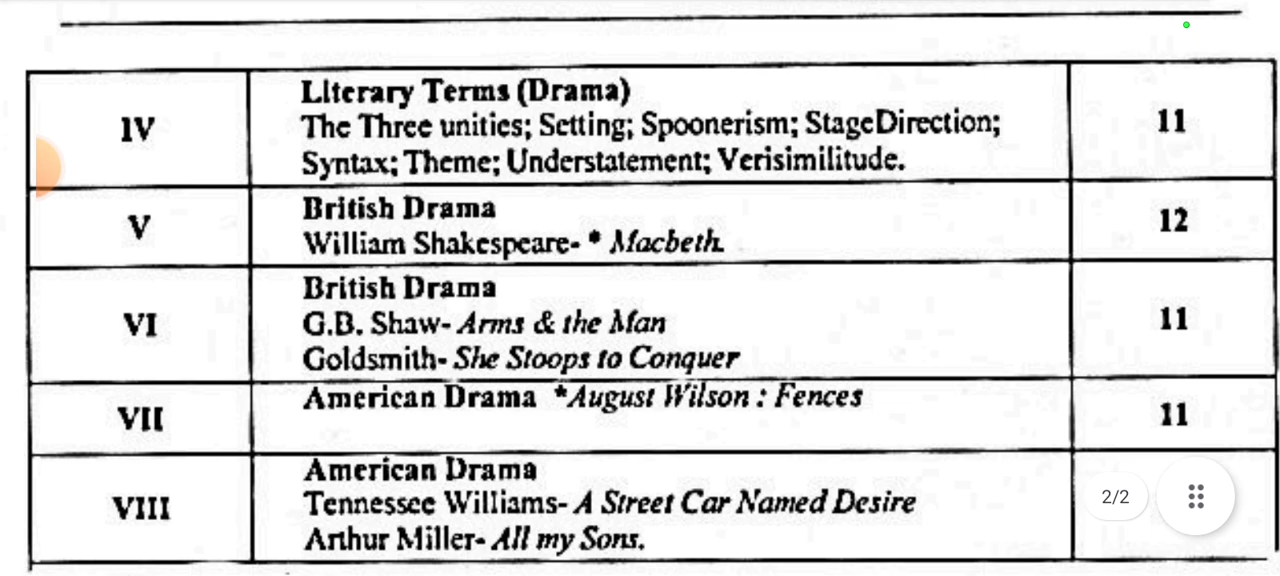 IV
Literary Terms (Drama)
The Three unities; Setting; Spoonerism; StageDirection;
Syntax; Theme; Understatement; Verisimilitude.
11
V
British Drama
William Shakespeare- * Macbeth.
12
VI
British Drama
G.B. Shaw- Arms & the Man
Goldsmith- She Stoops to Conquer
11
VII
American Drama *August Wilson : Fences
11
VIII
American Drama
Tennessee Williams- A Street Car Named Desire
Arthur Miller- All my Sons.
2/2